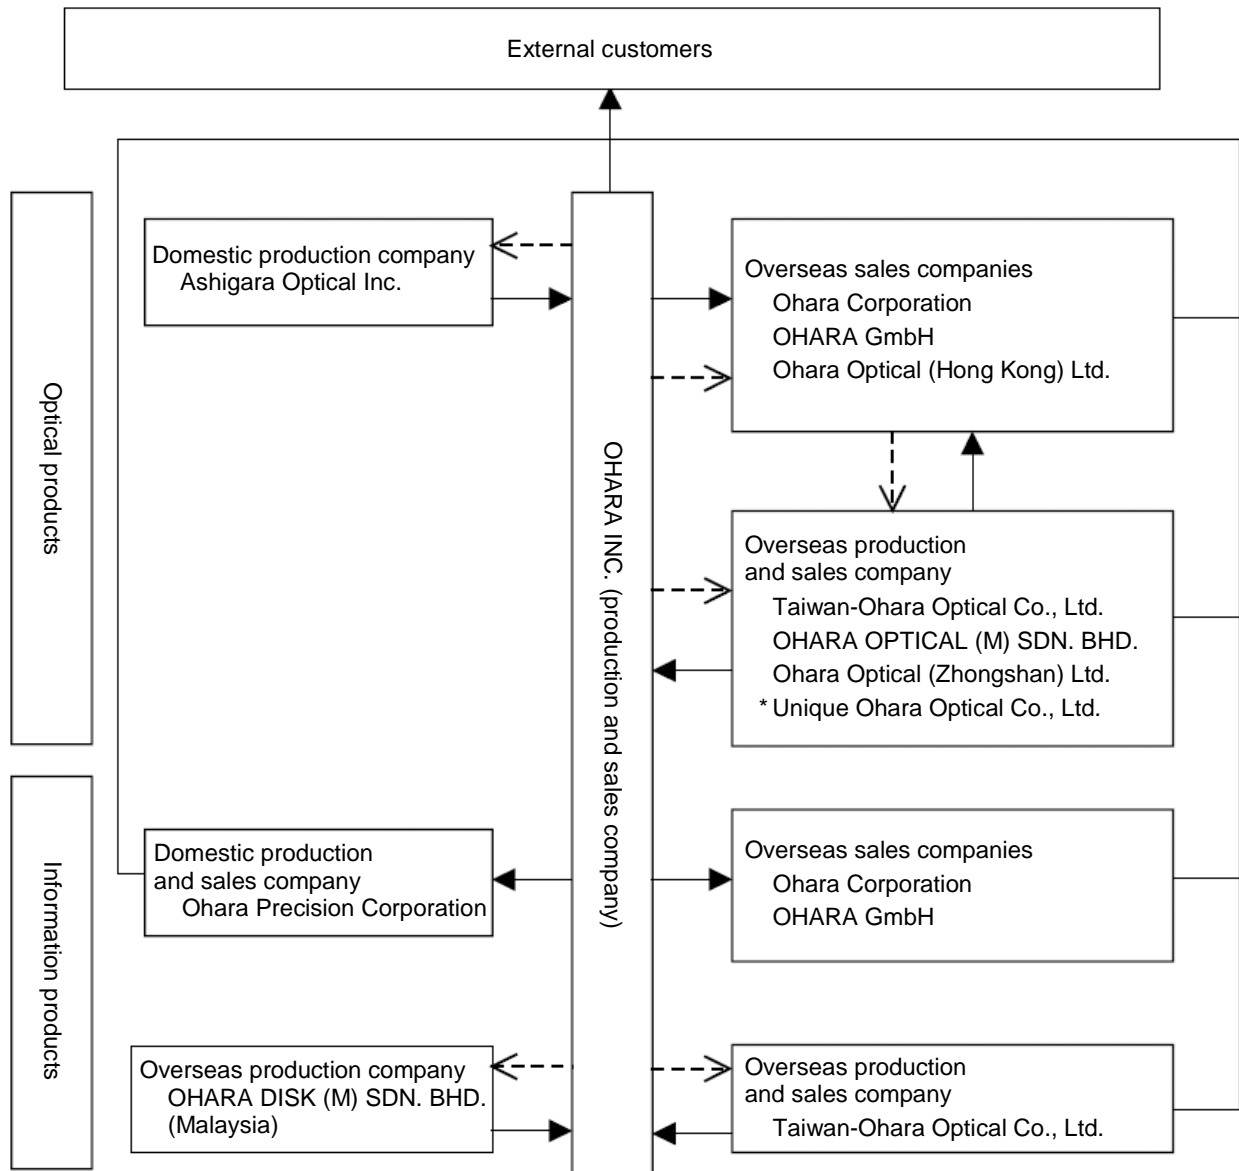 External customers
Optical products
Domestic production company
Ashigara Optical Inc.
OHARA INC. (production and sales company)
Overseas sales companies
Ohara Corporation
OHARA GmbH
Ohara Optical (Hong Kong) Ltd.
Overseas production
and sales company
Taiwan-Ohara Optical Co., Ltd.
OHARA OPTICAL (M) SDN. BHD.
Ohara Optical (Zhongshan) Ltd.
* Unique Ohara Optical Co., Ltd.
Information products
Domestic production
and sales company
Ohara Precision Corporation
Overseas sales companies
Ohara Corporation
OHARA GmbH
Overseas production company
OHARA DISK (M) SDN. BHD.
(Malaysia)
Overseas production
and sales company
Taiwan-Ohara Optical Co., Ltd.